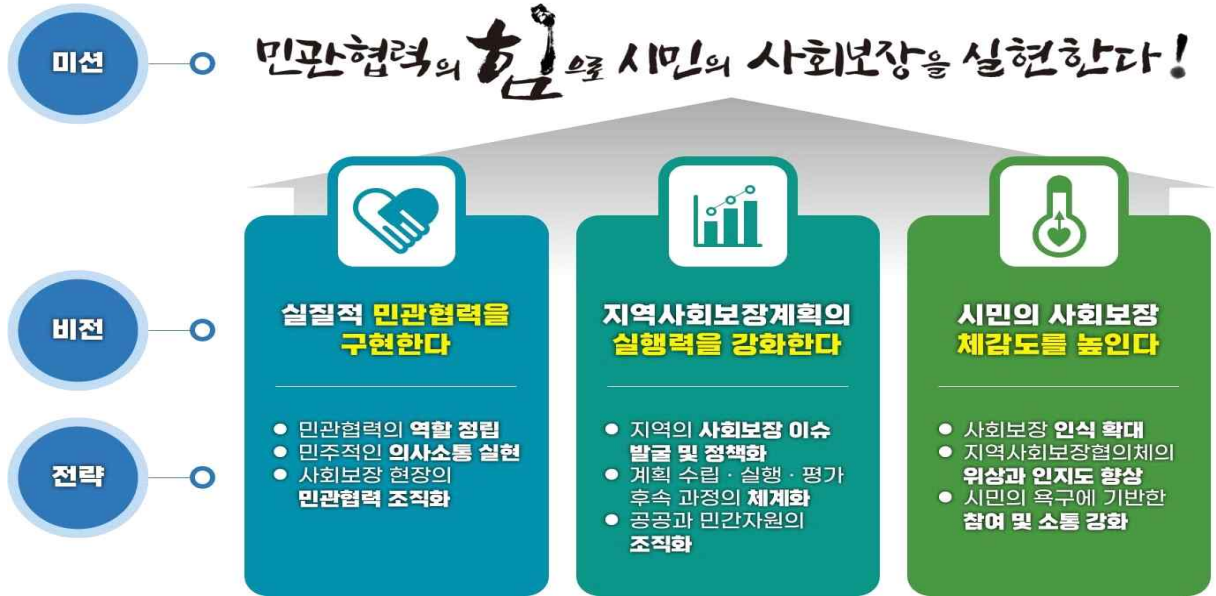 미션
민관협력의 힘으로 시민의 사회보장을 실현한다!
비전
실질적 민관협력을
구현한다
지역사회보장계획의
실행력을 강화한다
시민의 사회보장
체감도를 높인다
전략
● 민관협력의 역할 정립
● 민주적인 의사소통 실현
● 사회보장 현장의
민관협력 조직화
● 지역의 사회보장 이슈
발굴 및 정책화
● 계획 수립 · 실행 · 평가
후속 과정의 체계화
● 공공과 민간자원의
조직화
● 사회보장 인식 확대
● 지역사회보장협의체의
위상과 인지도 향상
● 시민의 욕구에 기반한
참여 및 소통 강화